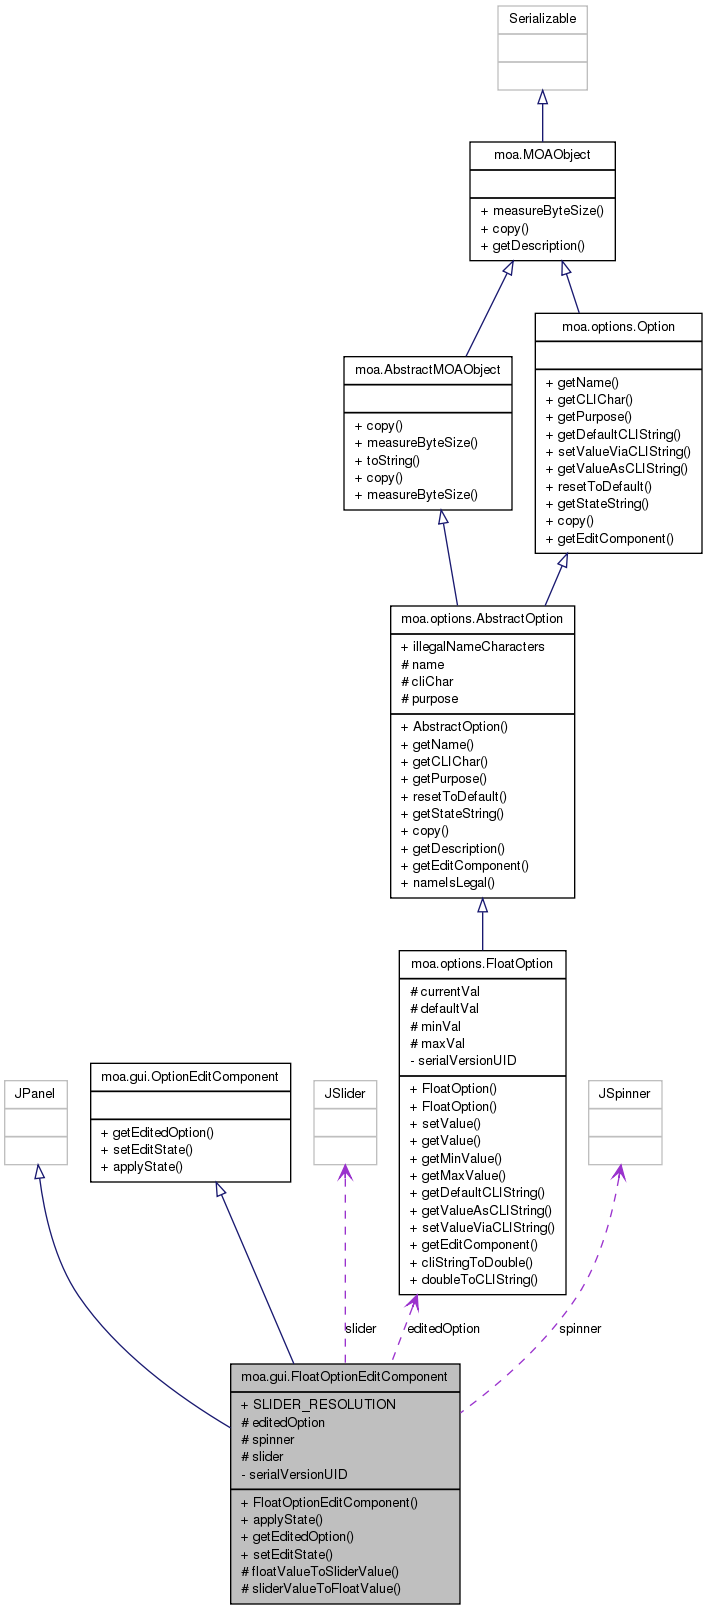 Serializable
moa.MOAObject
+ measureByteSize()
+ copy()
+ getDescription()
moa.options.Option
+ getName()
+ getCLIChar()
+ getPurpose()
+ getDefaultCLIString()
+ setValueViaCLIString()
+ getValueAsCLIString()
+ resetToDefault()
+ getStateString()
+ copy()
+ getEditComponent()
moa.AbstractMOAObject
+ copy()
+ measureByteSize()
+ toString()
+ copy()
+ measureByteSize()
moa.options.AbstractOption
+ illegalNameCharacters
# name
# cliChar
# purpose
+ AbstractOption()
+ getName()
+ getCLIChar()
+ getPurpose()
+ resetToDefault()
+ getStateString()
+ copy()
+ getDescription()
+ getEditComponent()
+ nameIsLegal()
moa.options.FloatOption
# currentVal
# defaultVal
# minVal
# maxVal
- serialVersionUID
+ FloatOption()
+ FloatOption()
+ setValue()
+ getValue()
+ getMinValue()
+ getMaxValue()
+ getDefaultCLIString()
+ getValueAsCLIString()
+ setValueViaCLIString()
+ getEditComponent()
+ cliStringToDouble()
+ doubleToCLIString()
JPanel
moa.gui.OptionEditComponent
+ getEditedOption()
+ setEditState()
+ applyState()
JSlider
JSpinner
slider
editedOption
spinner
moa.gui.FloatOptionEditComponent
+ SLIDER_RESOLUTION
# editedOption
# spinner
# slider
- serialVersionUID
+ FloatOptionEditComponent()
+ applyState()
+ getEditedOption()
+ setEditState()
# floatValueToSliderValue()
# sliderValueToFloatValue()